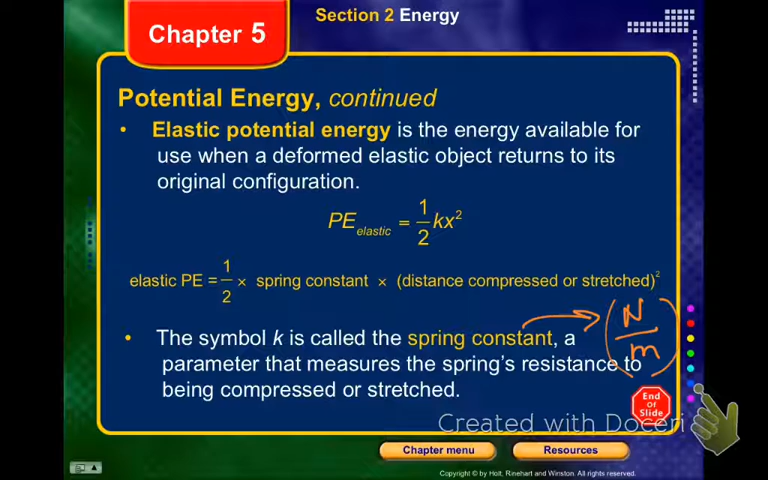 Section 2 Energy
Chapter 5
Potential Energy, continued
• Elastic potential energy is the energy available for
use when a deformed elastic object returns to its
original configuration.
PEelastic = 1/2 kx²
elastic PE = 1/2 × spring constant × (distance compressed or stretched)²
• The symbol k is called the spring constant, a
parameter that measures the spring's resistance to
being compressed or stretched.
(N/m)
End
Of
Slide
Created with Doceri
Chapter menu
Resources
Copyright © by Holt, Rinehart and Winston. All rights reserved.